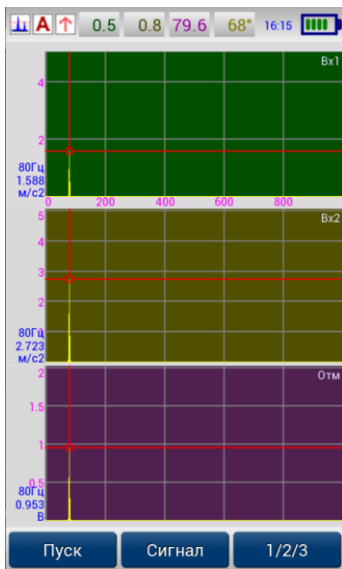 A 0.5 0.8 79.6 68° 16:15
Вх1
4
2
80Гц
1.588
м/с2
0 200 400 600 800
Вх2
5
4
3
2
80Гц
2.723
м/с2
Отм
2
1.5
1
0.5
80Гц
0.953
В
Пуск Сигнал 1/2/3